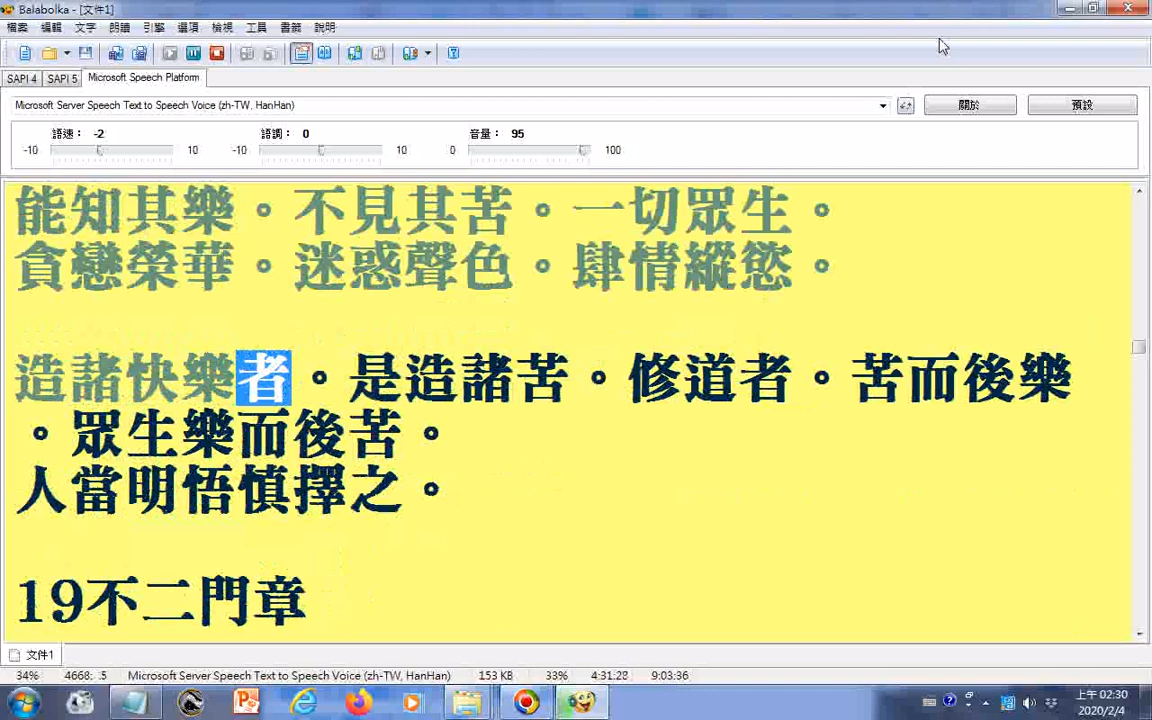 Balabolka - [文件1]
檔案 編輯 文字 朗讀 引擎 選項 檢視 工具 書籤 說明
SAPI 4 SAPI 5 Microsoft Speech Platform
Microsoft Server Speech Text to Speech Voice (zh-TW, HanHan) 關於 預設
語速： -2 語調： 0 音量： 95
-10 10 -10 10 0 100
能知其樂。不見其苦。一切眾生。
貪戀榮華。迷惑聲色。肆情縱慾。
造諸快樂者。是造諸苦。修道者。苦而後樂
。眾生樂而後苦。
人當明悟慎擇之。
19不二門章
文件1
34% 4668: :5 Microsoft Server Speech Text to Speech Voice (zh-TW, HanHan) 153 KB 33% 4:31:28 9:03:36
上午 02:30
2020/2/4